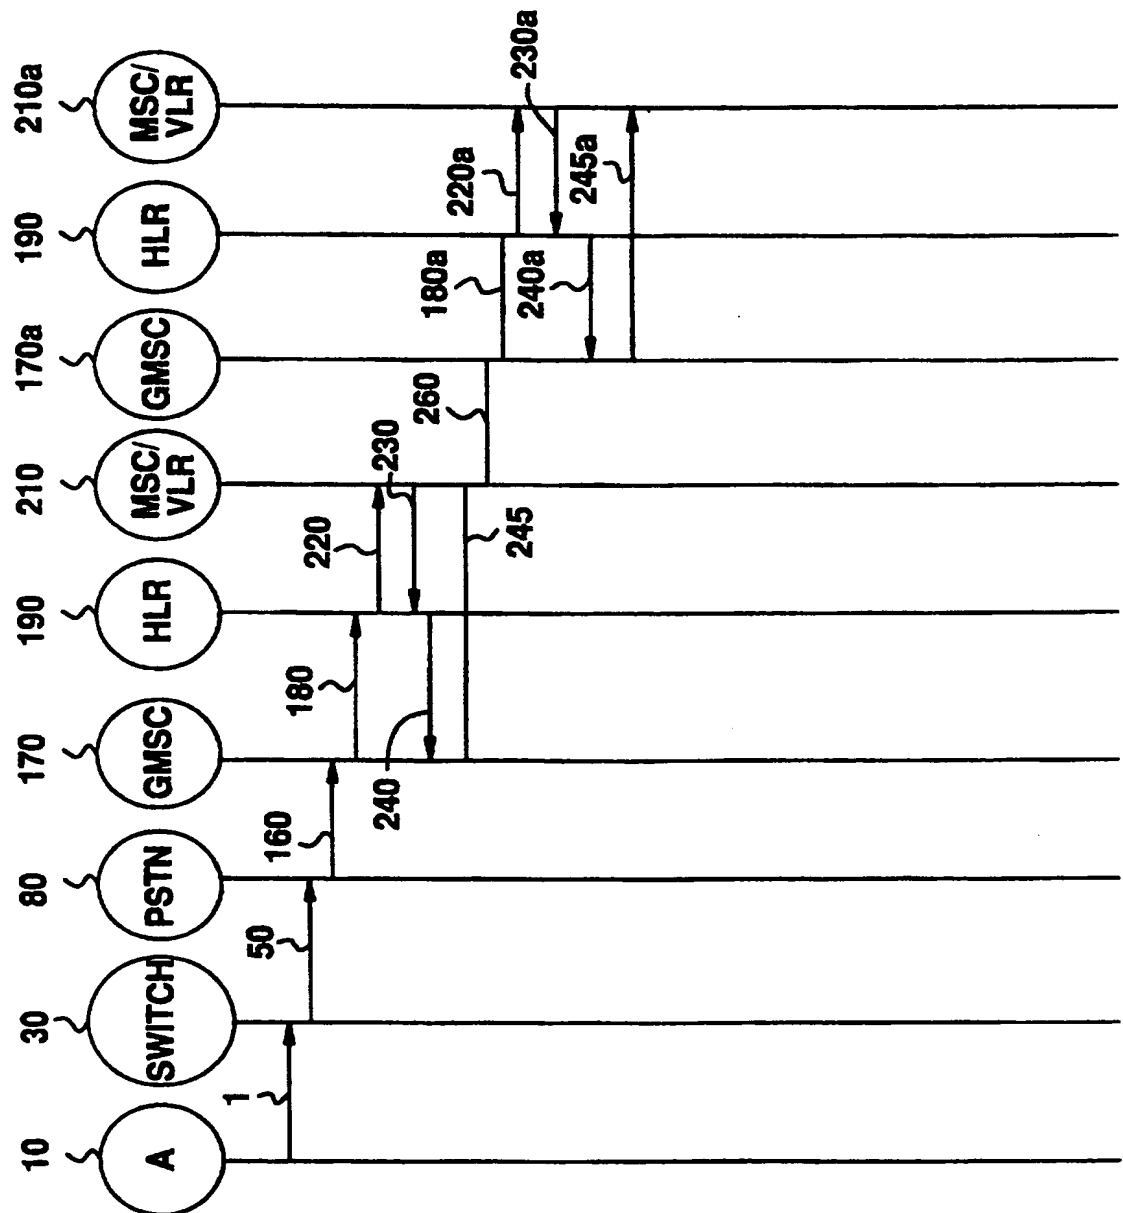 10
30
80
170
190
210
170a
190
210a
A
SWITCH
PSTN
GMSC
HLR
MSC/
VLR
GMSC
HLR
MSC/
VLR
1
50
160
180
220
230
240
245
260
180a
220a
230a
240a
245a